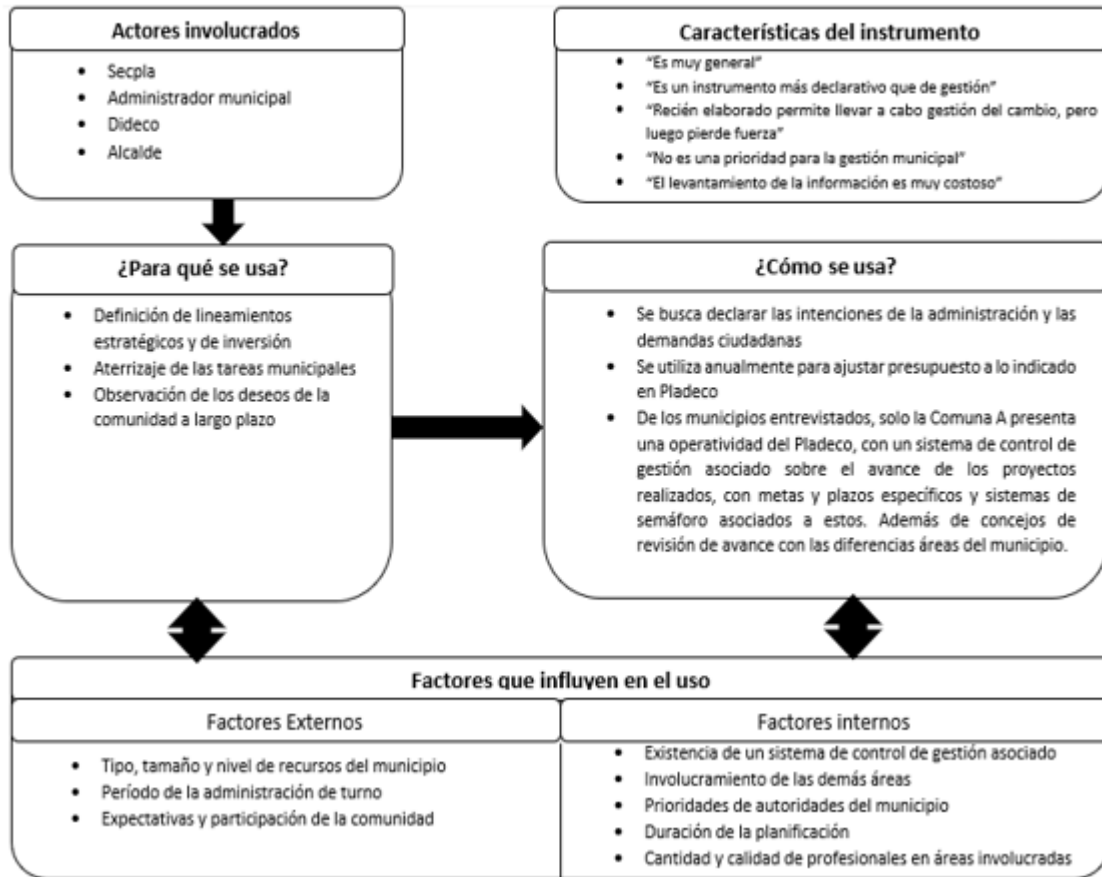 Actores involucrados
• Secpla
• Administrador municipal
• Dideco
• Alcalde
Características del instrumento
• “Es muy general”
• “Es un instrumento más declarativo que de gestión”
• “Recién elaborado permite llevar a cabo gestión del cambio, pero
luego pierde fuerza”
• “No es una prioridad para la gestión municipal”
• “El levantamiento de la información es muy costoso”
¿Para qué se usa?
• Definición de lineamientos
estratégicos y de inversión
• Aterrizaje de las tareas municipales
• Observación de los deseos de la
comunidad a largo plazo
¿Cómo se usa?
• Se busca declarar las intenciones de la administración y las
demandas ciudadanas
• Se utiliza anualmente para ajustar presupuesto a lo indicado
en Pladeco
• De los municipios entrevistados, solo la Comuna A presenta
una operatividad del Pladeco, con un sistema de control de
gestión asociado sobre el avance de los proyectos
realizados, con metas y plazos específicos y sistemas de
semáforo asociados a estos. Además de concejos de
revisión de avance con las diferencias áreas del municipio.
Factores que influyen en el uso
Factores Externos
• Tipo, tamaño y nivel de recursos del municipio
• Período de la administración de turno
• Expectativas y participación de la comunidad
Factores internos
• Existencia de un sistema de control de gestión asociado
• Involucramiento de las demás áreas
• Prioridades de autoridades del municipio
• Duración de la planificación
• Cantidad y calidad de profesionales en áreas involucradas